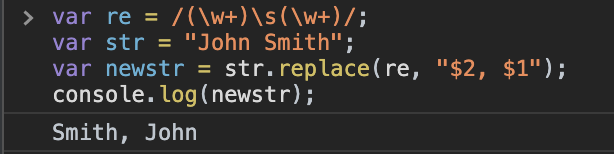 > var re = /(\w+)\s(\w+)/;
var str = "John Smith";
var newstr = str.replace(re, "$2, $1");
console.log(newstr);
Smith, John